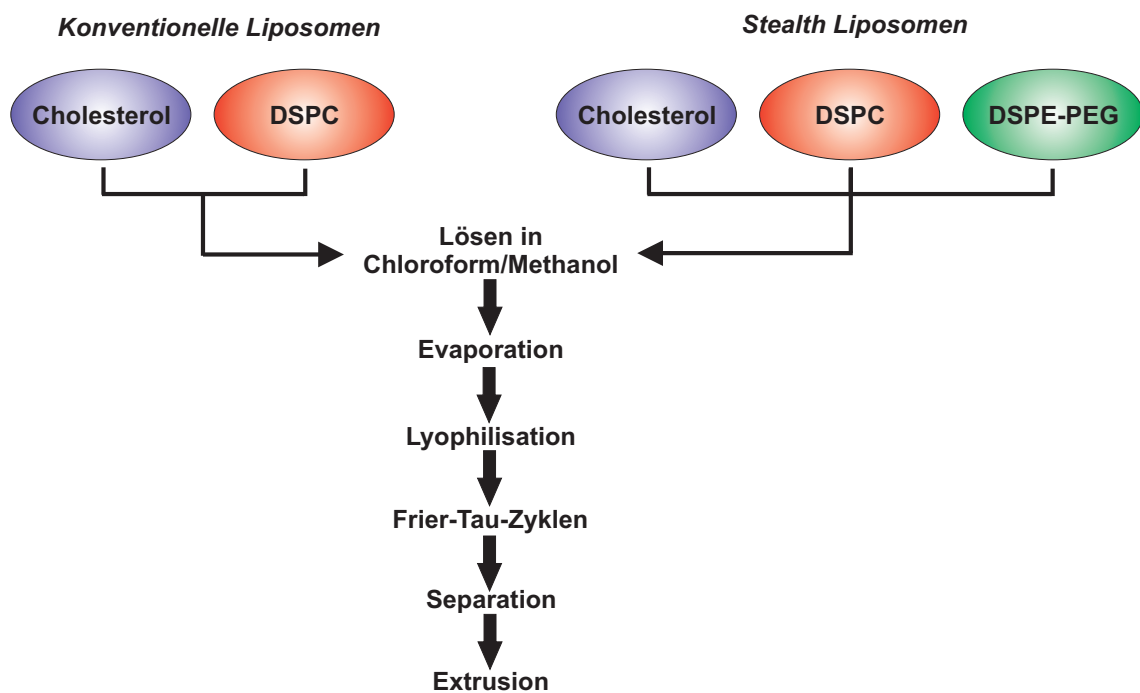 Konventionelle Liposomen
Stealth Liposomen
Cholesterol
DSPC
Cholesterol
DSPC
DSPE-PEG
Lösen in
Chloroform/Methanol
Evaporation
Lyophilisation
Frier-Tau-Zyklen
Separation
Extrusion